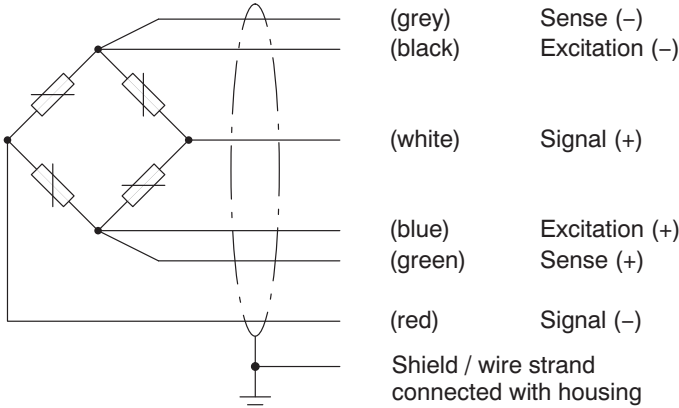 (grey) Sense (−)
(black) Excitation (−)
(white) Signal (+)
(blue) Excitation (+)
(green) Sense (+)
(red) Signal (−)
Shield / wire strand
connected with housing